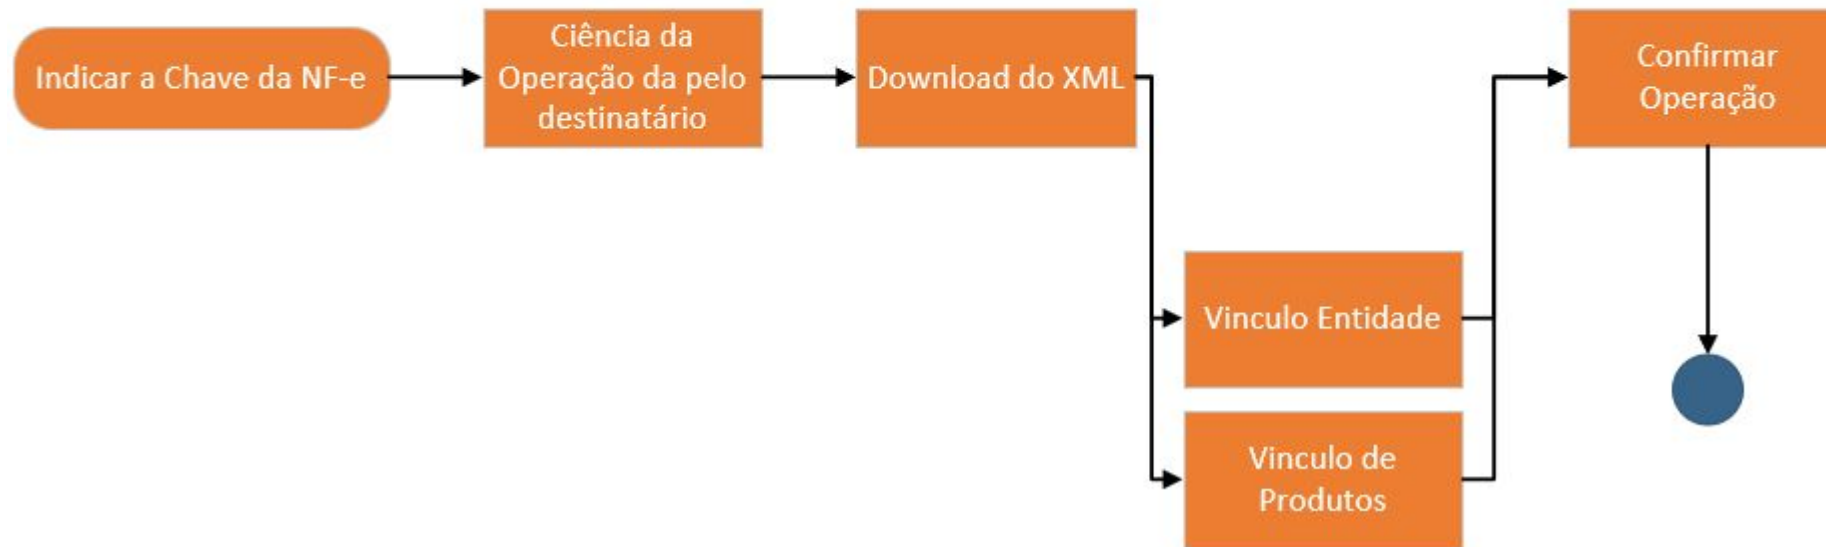 Indicar a Chave da NF-e
Ciência da
Operação da pelo
destinatário
Download do XML
Confirmar
Operação
Vinculo Entidade
Vinculo de
Produtos